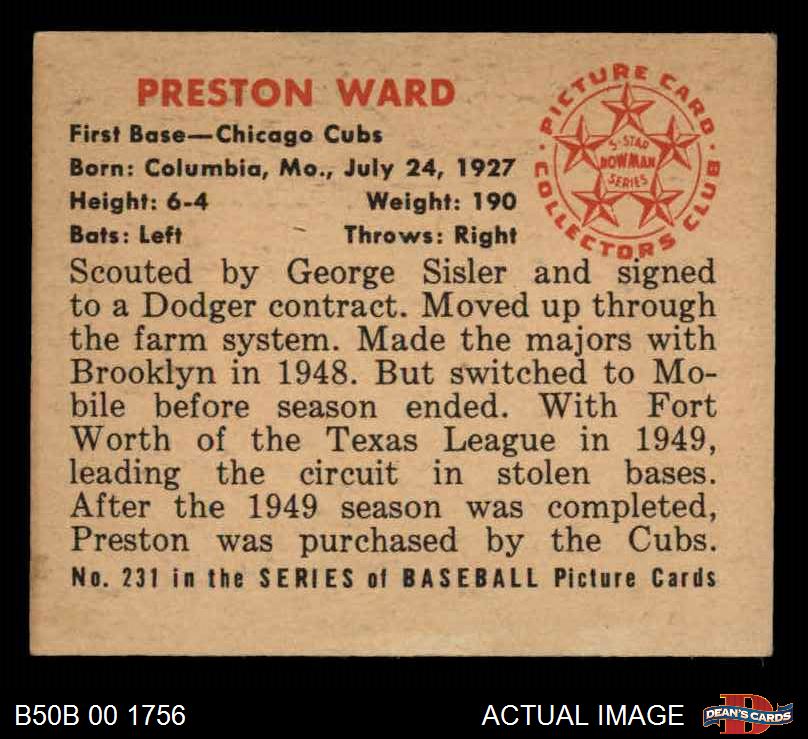 PRESTON WARD
First Base—Chicago Cubs
Born: Columbia, Mo., July 24, 1927
Height: 6-4 Weight: 190
Bats: Left Throws: Right
PICTURE CARD
COLLECTORS CLUB
5-STAR
BOWMAN
SERIES
Scouted by George Sisler and signed
to a Dodger contract. Moved up through
the farm system. Made the majors with
Brooklyn in 1948. But switched to Mo-
bile before season ended. With Fort
Worth of the Texas League in 1949,
leading the circuit in stolen bases.
After the 1949 season was completed,
Preston was purchased by the Cubs.
No. 231 in the SERIES of BASEBALL Picture Cards
B50B 00 1756
ACTUAL IMAGE
D
DEAN'S CARDS